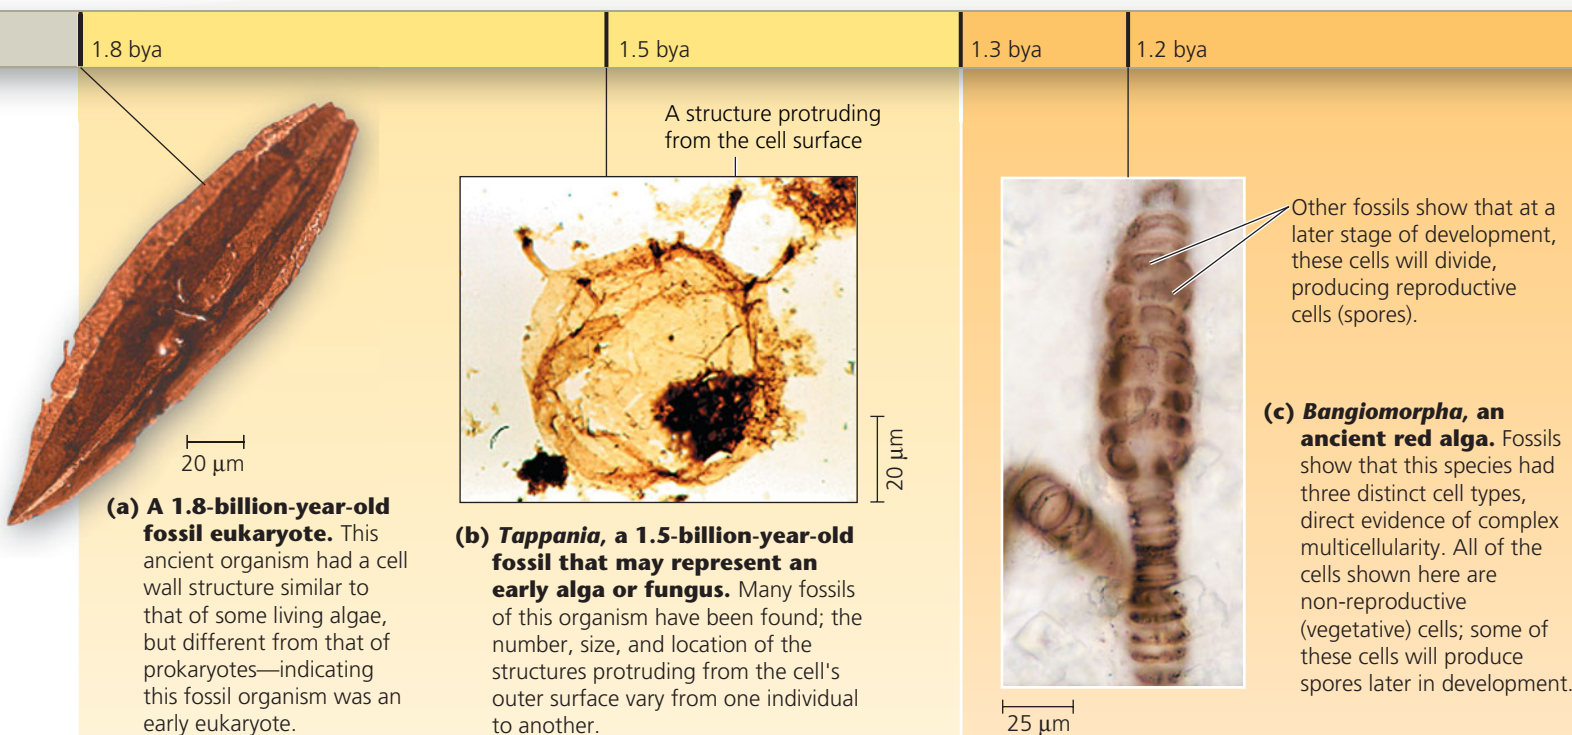 1.8 bya
1.5 bya
1.3 bya
1.2 bya
A structure protruding
from the cell surface
20 μm
(a) A 1.8-billion-year-old
fossil eukaryote. This
ancient organism had a cell
wall structure similar to
that of some living algae,
but different from that of
prokaryotes—indicating
this fossil organism was an
early eukaryote.
20 μm
(b) Tappania, a 1.5-billion-year-old
fossil that may represent an
early alga or fungus. Many fossils
of this organism have been found; the
number, size, and location of the
structures protruding from the cell's
outer surface vary from one individual
to another.
Other fossils show that at a
later stage of development,
these cells will divide,
producing reproductive
cells (spores).
25 μm
(c) Bangiomorpha, an
ancient red alga. Fossils
show that this species had
three distinct cell types,
direct evidence of complex
multicellularity. All of the
cells shown here are
non-reproductive
(vegetative) cells; some of
these cells will produce
spores later in development.